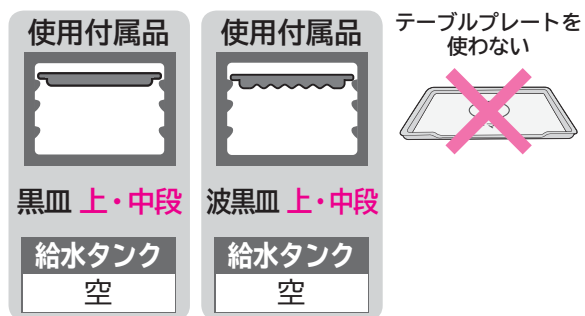 使用付属品
黒皿 上・中段
給水タンク
空
使用付属品
波黒皿 上・中段
給水タンク
空
テーブルプレートを
使わない